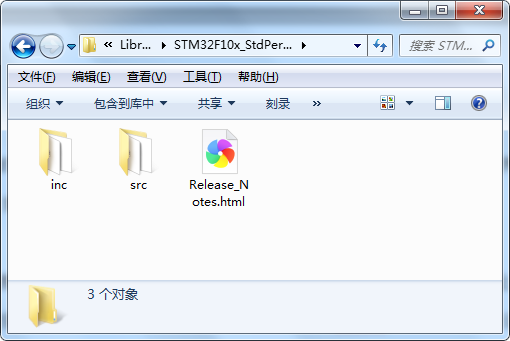 « Libr... ▸ STM32F10x_StdPer... ▸
搜索 STM...
文件(F) 编辑(E) 查看(V) 工具(T) 帮助(H)
组织 包含到库中 共享 刻录 »
inc
src
Release_N
otes.html
3 个对象